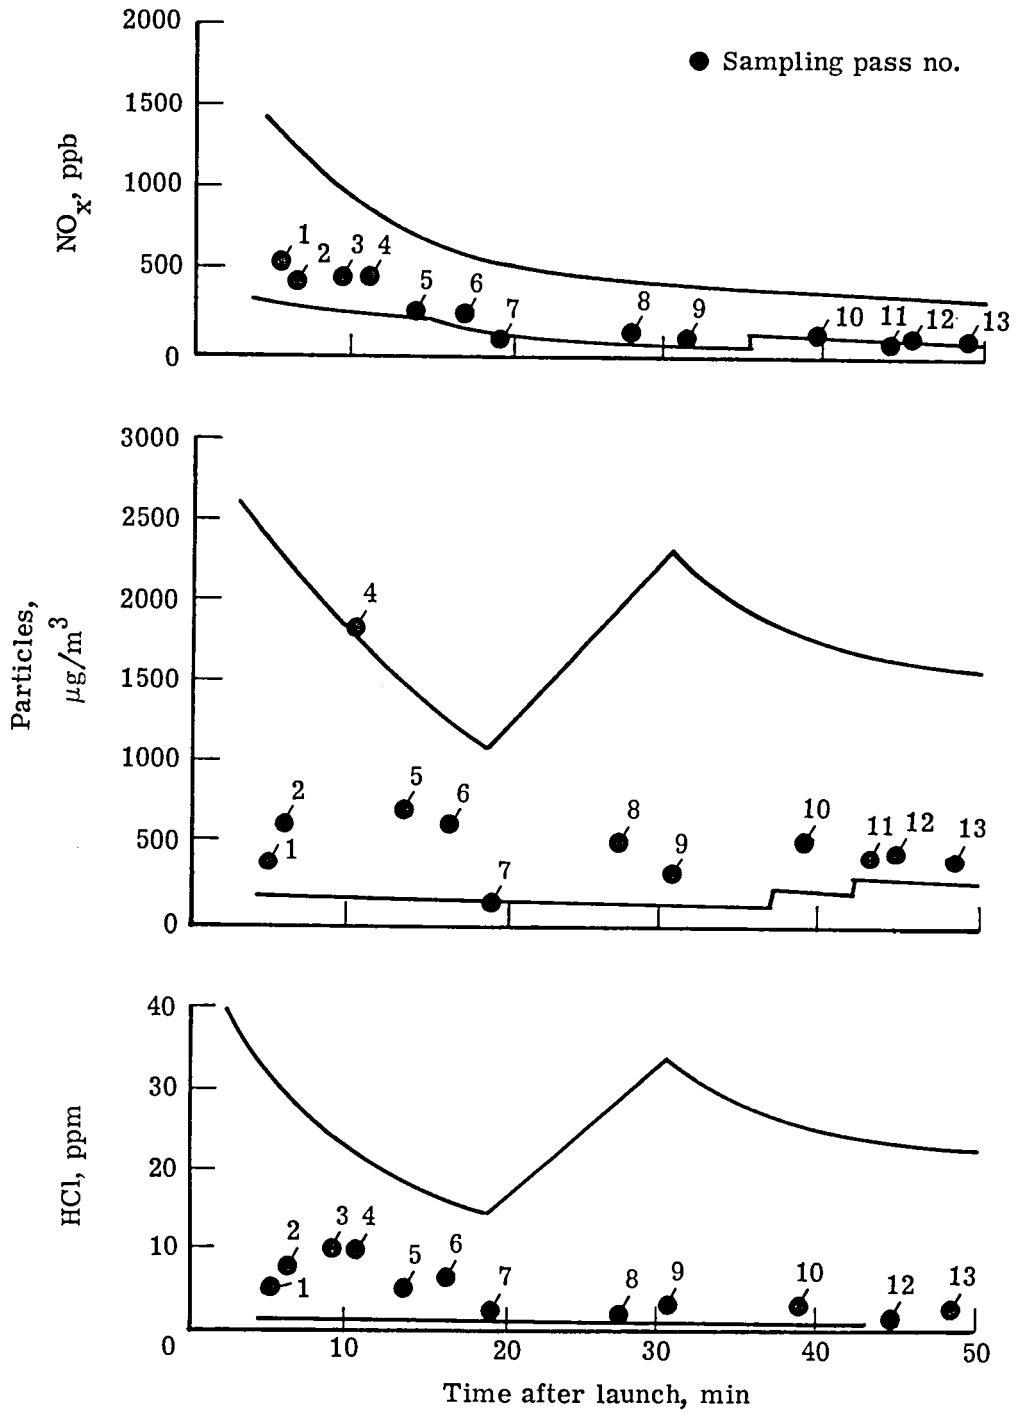 2000
● Sampling pass no.
1500
1000
500
0
NOx, ppb
1 2 3 4 5 6 7 8 9 10 11 12 13
3000
2500
2000
1500
1000
500
0
Particles,
μg/m³
4
1 2 5 6 7 8 9 10 11 12 13
40
30
20
10
0
HCl, ppm
1 2 3 4 5 6 7 8 9 10 12 13
10 20 30 40 50
Time after launch, min